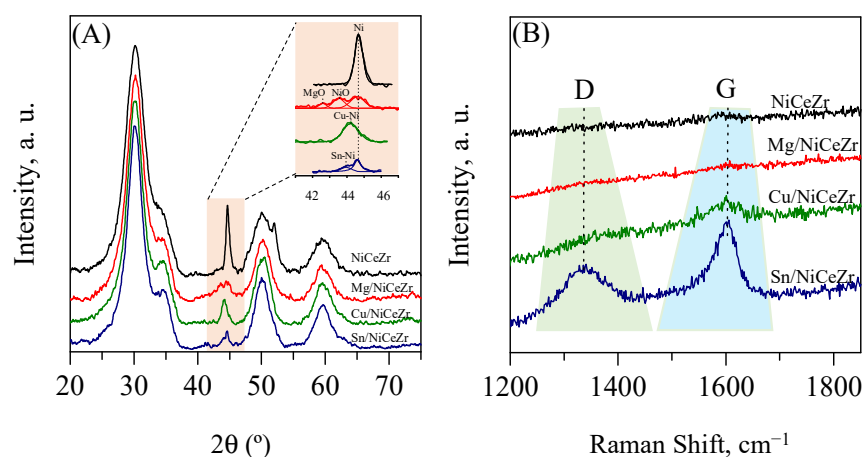 (A)
Intensity, a. u.
Ni
MgO
NiO
Cu-Ni
Sn-Ni
42
44
46
NiCeZr
Mg/NiCeZr
Cu/NiCeZr
Sn/NiCeZr
20
30
40
50
60
70
2θ (º)
(B)
Intensity, a. u.
D
G
NiCeZr
Mg/NiCeZr
Cu/NiCeZr
Sn/NiCeZr
1200
1400
1600
1800
Raman Shift, cm⁻¹